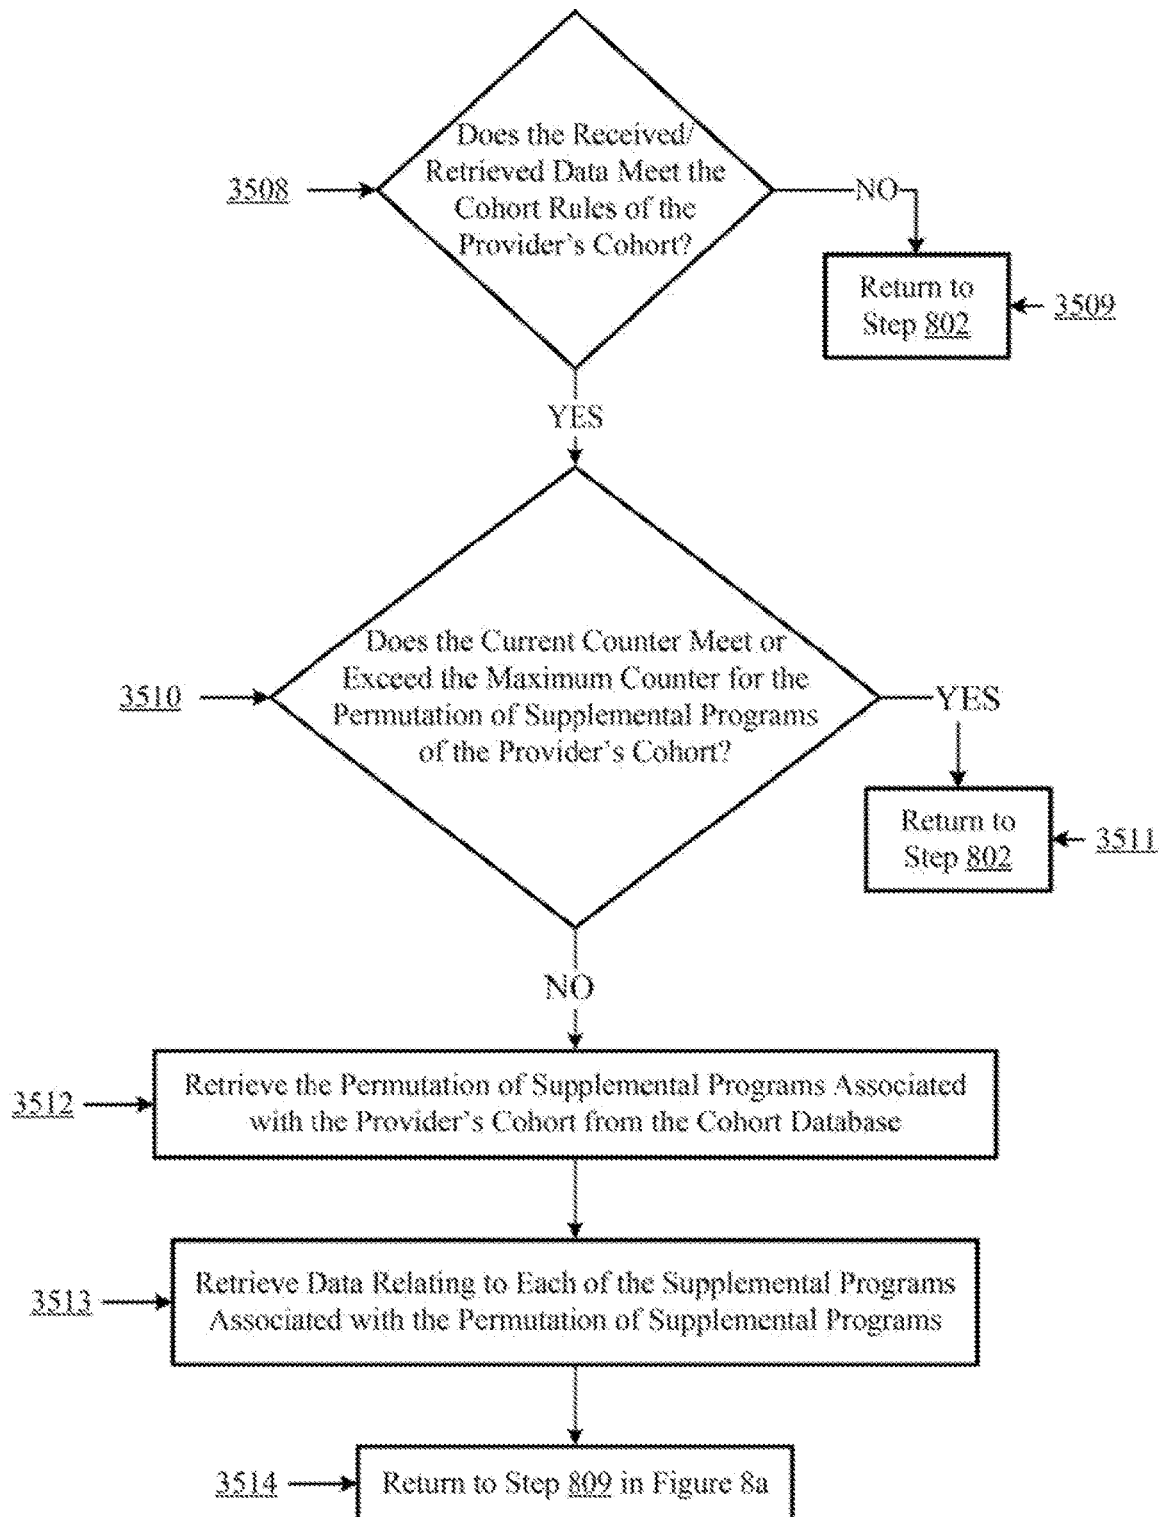 Does the Received/
Retrieved Data Meet the
Cohort Rules of the
Provider's Cohort?
3508
NO
Return to
Step 802
3509
YES
Does the Current Counter Meet or
Exceed the Maximum Counter for the
Permutation of Supplemental Programs
of the Provider's Cohort?
3510
YES
Return to
Step 802
3511
NO
3512
Retrieve the Permutation of Supplemental Programs Associated
with the Provider's Cohort from the Cohort Database
3513
Retrieve Data Relating to Each of the Supplemental Programs
Associated with the Permutation of Supplemental Programs
3514
Return to Step 809 in Figure 8a